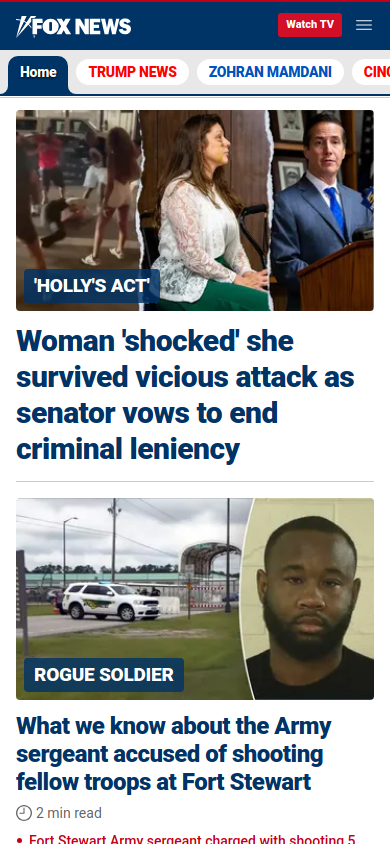 FOX NEWS
Watch TV
Home
TRUMP NEWS
ZOHRAN MAMDANI
CINC
'HOLLY'S ACT'
Woman 'shocked' she
survived vicious attack as
senator vows to end
criminal leniency
ROGUE SOLDIER
What we know about the Army
sergeant accused of shooting
fellow troops at Fort Stewart
2 min read
• Fort Stewart Army sergeant charged with shooting 5